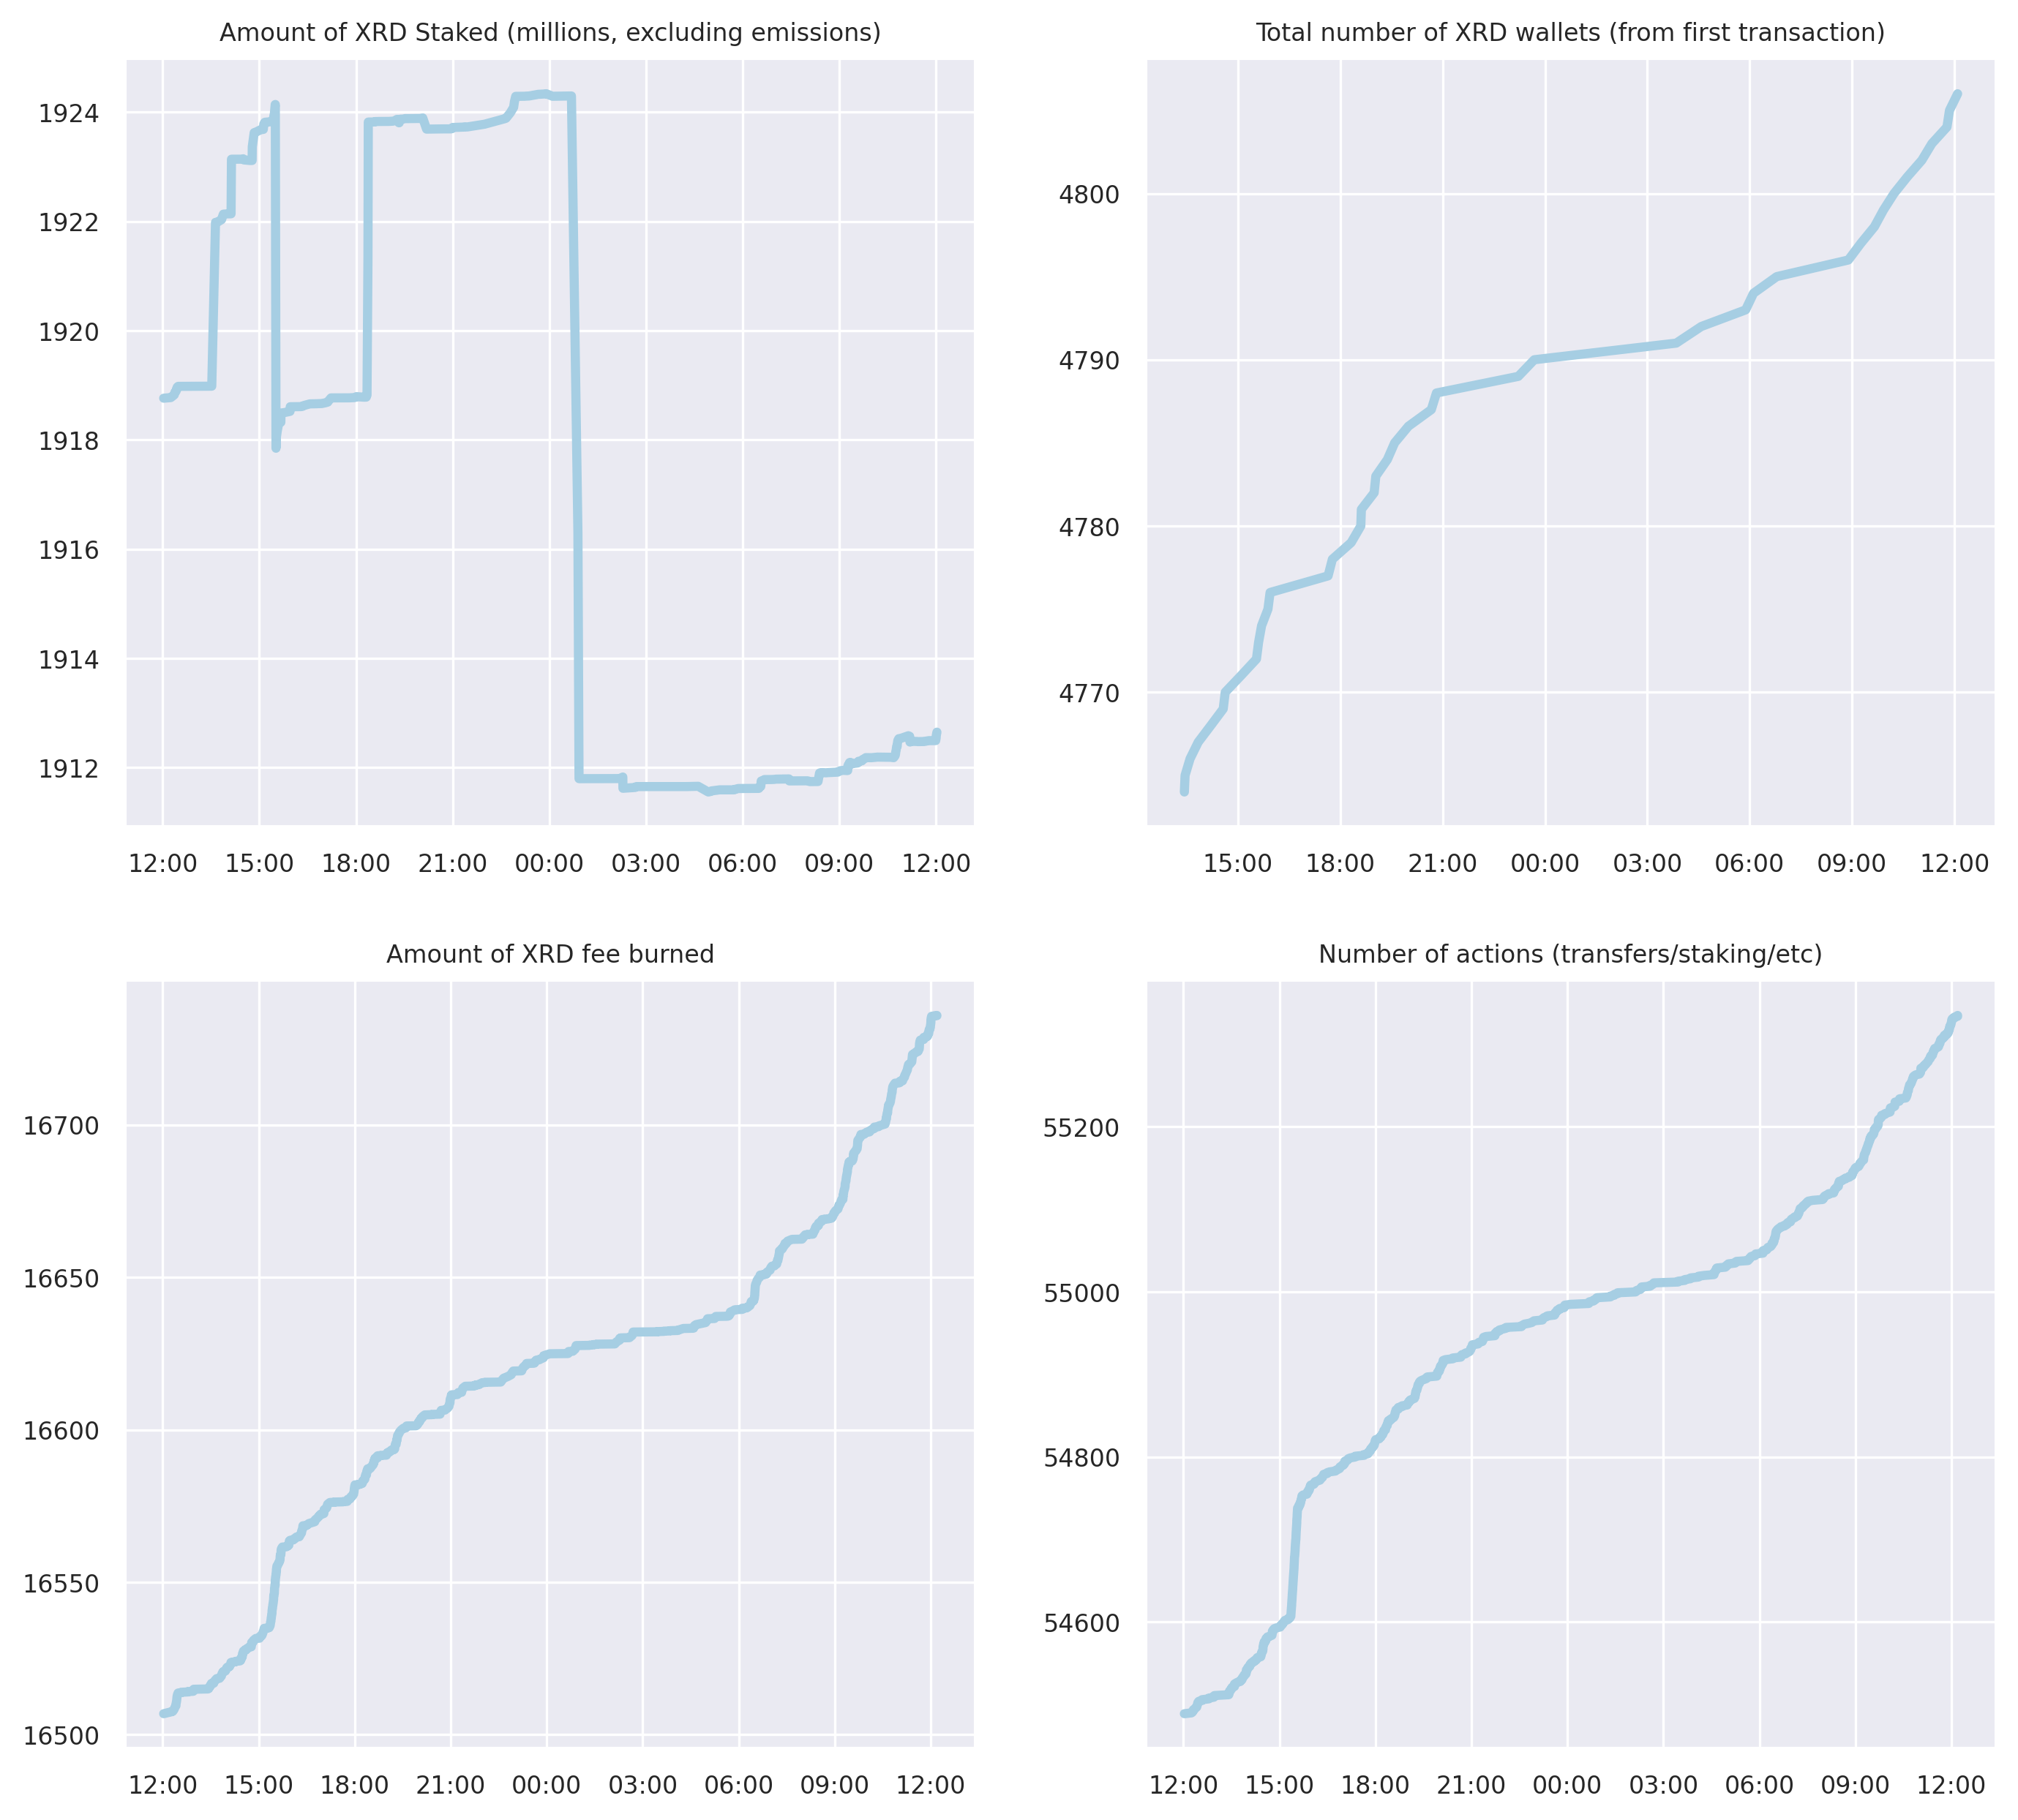 Amount of XRD Staked (millions, excluding emissions)
1924
1922
1920
1918
1916
1914
1912
12:00 15:00 18:00 21:00 00:00 03:00 06:00 09:00 12:00
Total number of XRD wallets (from first transaction)
4800
4790
4780
4770
15:00 18:00 21:00 00:00 03:00 06:00 09:00 12:00
Amount of XRD fee burned
16700
16650
16600
16550
16500
12:00 15:00 18:00 21:00 00:00 03:00 06:00 09:00 12:00
Number of actions (transfers/staking/etc)
55200
55000
54800
54600
12:00 15:00 18:00 21:00 00:00 03:00 06:00 09:00 12:00